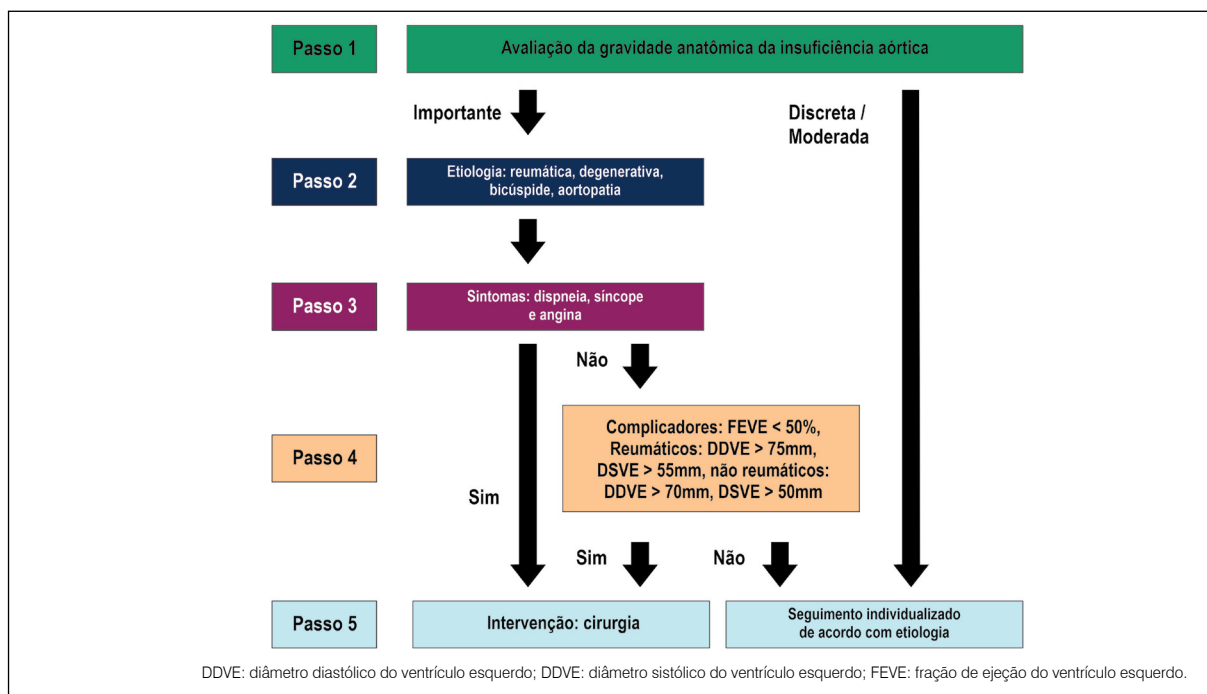 Passo 1
Avaliação da gravidade anatômica da insuficiência aórtica
Importante
Discreta /
Moderada
Passo 2
Etiologia: reumática, degenerativa,
bicúspide, aortopatia
Passo 3
Sintomas: dispneia, síncope
e angina
Não
Passo 4
Complicadores: FEVE < 50%,
Reumáticos: DDVE > 75mm,
DSVE > 55mm, não reumáticos:
DDVE > 70mm, DSVE > 50mm
Sim
Sim
Não
Passo 5
Intervenção: cirurgia
Seguimento individualizado
de acordo com etiologia
DDVE: diâmetro diastólico do ventrículo esquerdo; DDVE: diâmetro sistólico do ventrículo esquerdo; FEVE: fração de ejeção do ventrículo esquerdo.